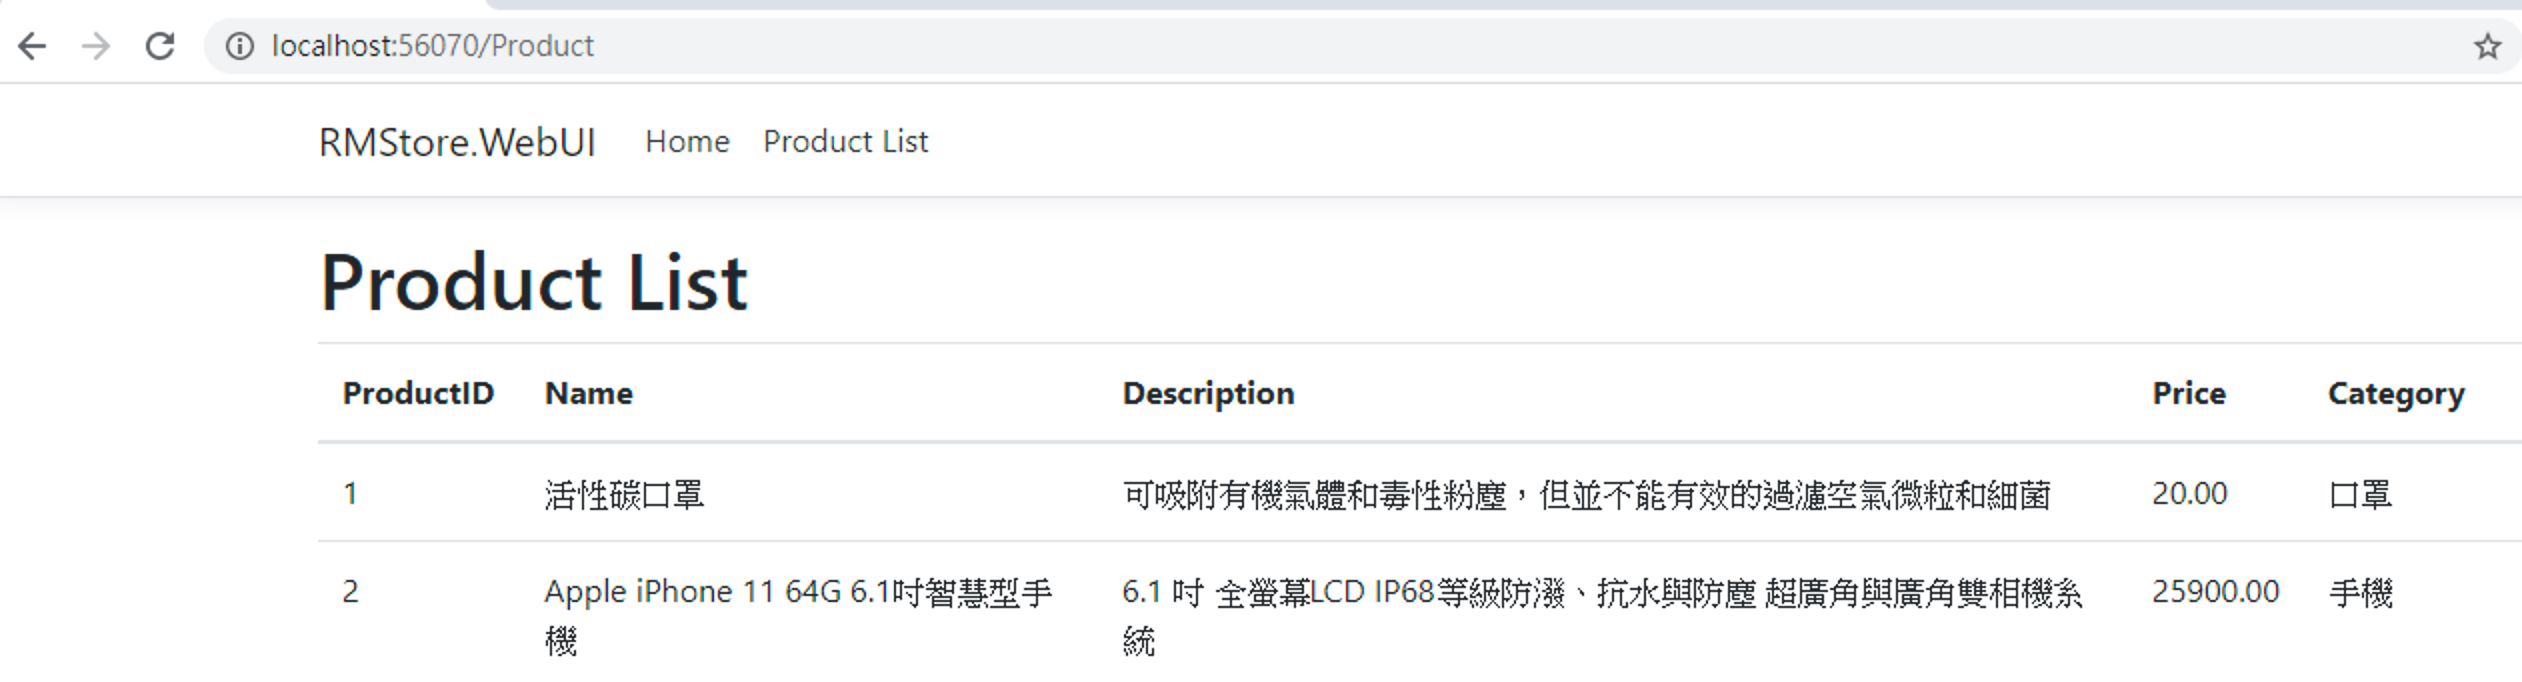 localhost:56070/Product
RMStore.WebUI Home Product List
Product List
ProductID Name Description Price Category
1 活性碳口罩 可吸附有機氣體和毒性粉塵，但並不能有效的過濾空氣微粒和細菌 20.00 口罩
2 Apple iPhone 11 64G 6.1吋智慧型手 6.1 吋 全螢幕LCD IP68等級防潑、抗水與防塵 超廣角與廣角雙相機系 25900.00 手機
機 統